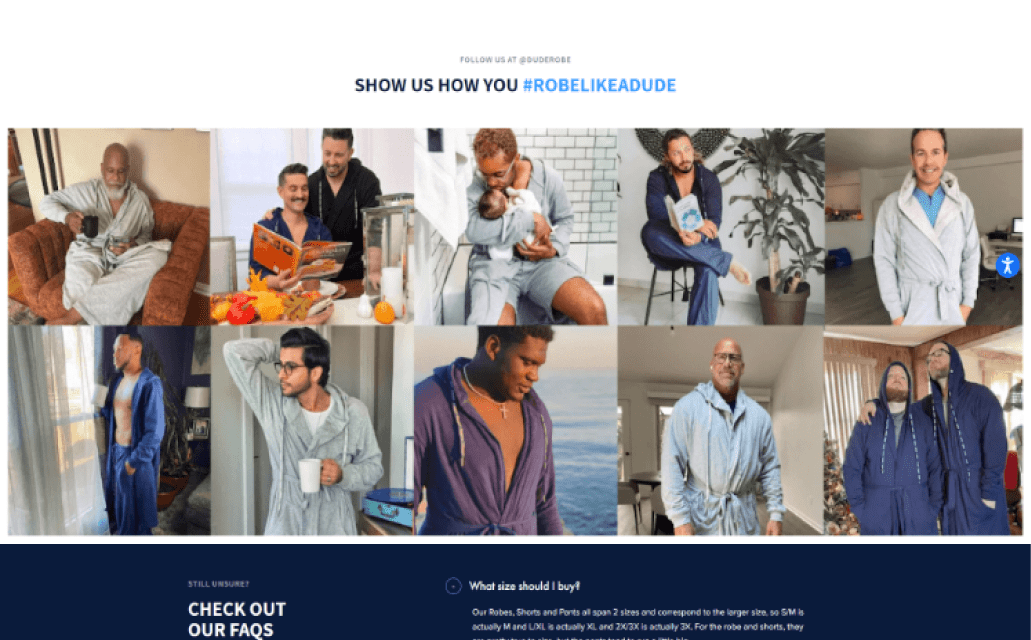 FOLLOW US AT @DUDEROBE
SHOW US HOW YOU #ROBELIKEADUDE
STILL UNSURE?
CHECK OUT
OUR FAQS
What size should I buy?
Our Robes, Shorts and Pants all span 2 sizes and correspond to the larger size, so S/M is
actually M and L/XL is actually XL and 2X/3X is actually 3X. For the robe and shorts, they